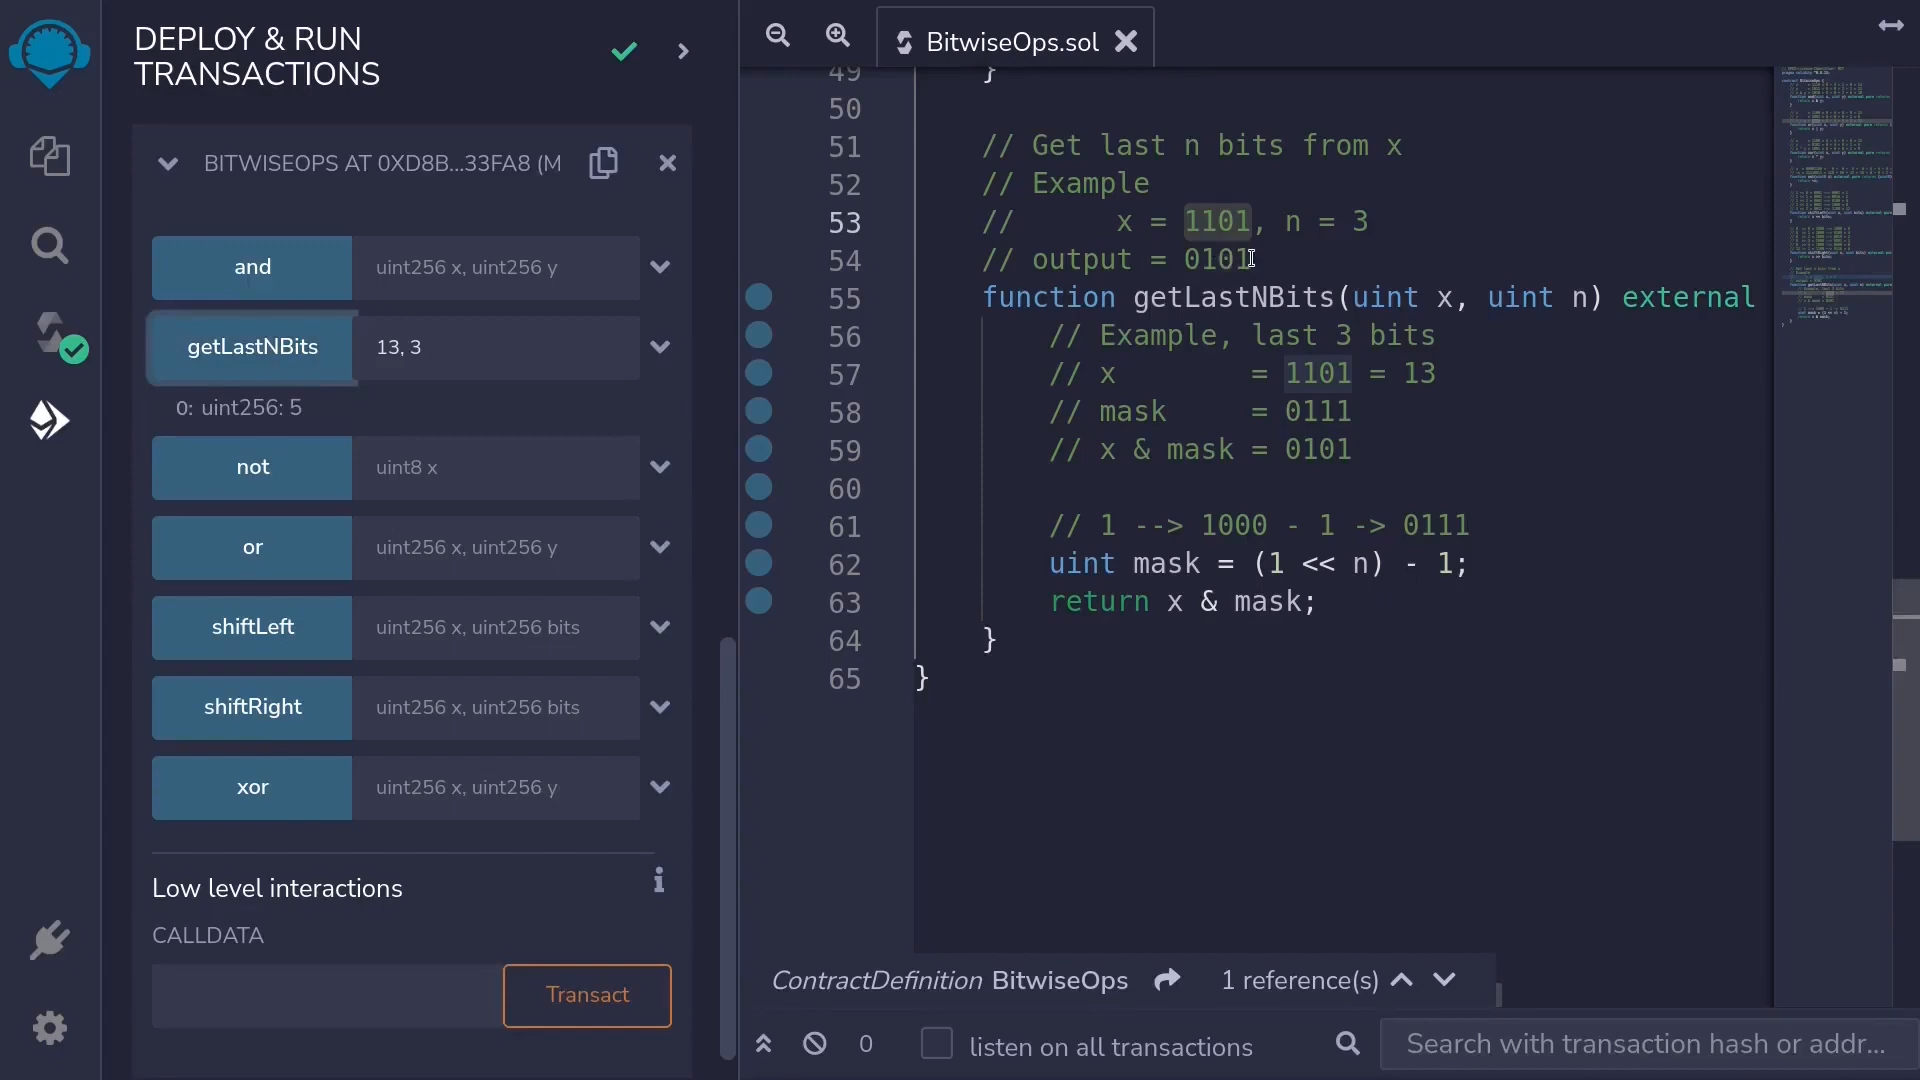 DEPLOY & RUN
TRANSACTIONS
BITWISEOPS AT 0XD8B...33FA8 (M
and
uint256 x, uint256 y
getLastNBits
13, 3
0: uint256: 5
not
uint8 x
or
uint256 x, uint256 y
shiftLeft
uint256 x, uint256 bits
shiftRight
uint256 x, uint256 bits
xor
uint256 x, uint256 y
Low level interactions
CALLDATA
Transact
BitwiseOps.sol
49 }
50
51 // Get last n bits from x
52 // Example
53 //      x = 1101, n = 3
54 // output = 0101
55 function getLastNBits(uint x, uint n) external
56 // Example, last 3 bits
57 // x        = 1101 = 13
58 // mask     = 0111
59 // x & mask = 0101
60
61 // 1 --> 1000 - 1 -> 0111
62 uint mask = (1 << n) - 1;
63 return x & mask;
64 }
65 }
ContractDefinition BitwiseOps 1 reference(s)
0 listen on all transactions
Search with transaction hash or addr...